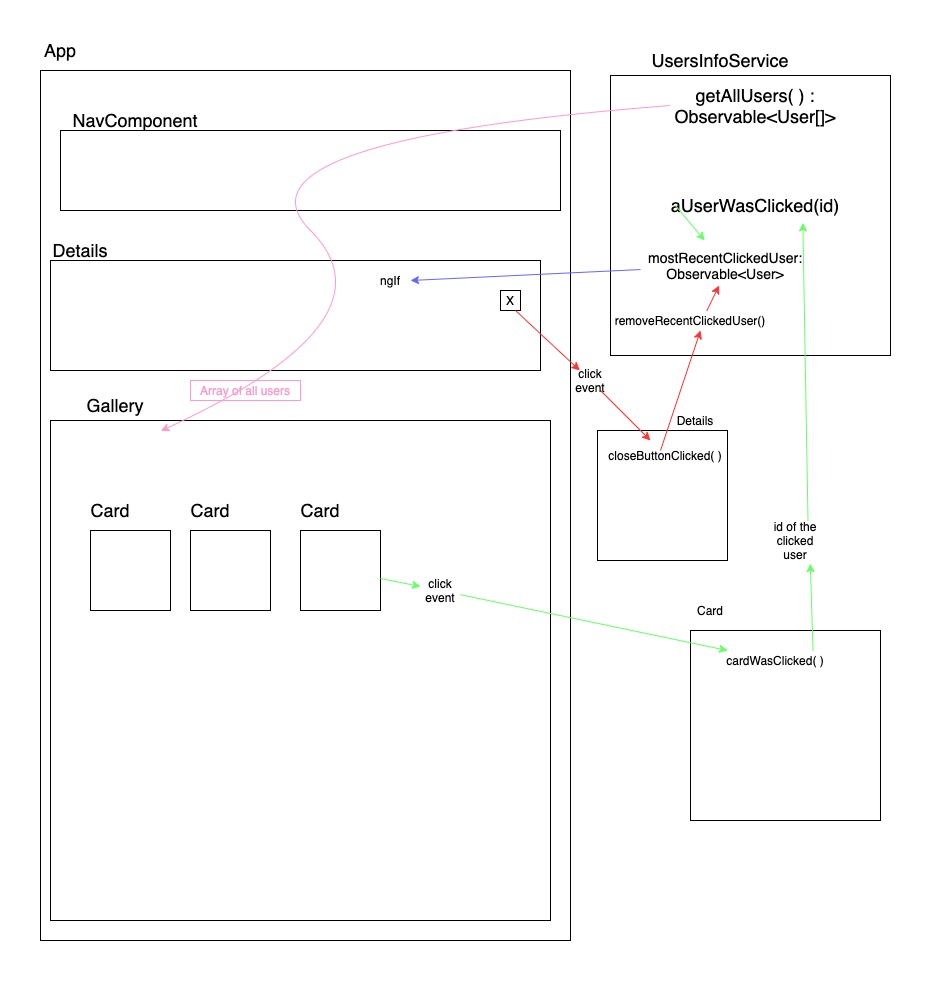 App
UsersInfoService
getAllUsers( ) :
Observable<User[]>
NavComponent
aUserWasClicked(id)
Details
mostRecentClickedUser:
Observable<User>
ngIf
X
removeRecentClickedUser()
click
event
Array of all users
Gallery
Details
closeButtonClicked( )
Card
Card
Card
id of the
clicked
user
click
event
Card
cardWasClicked( )